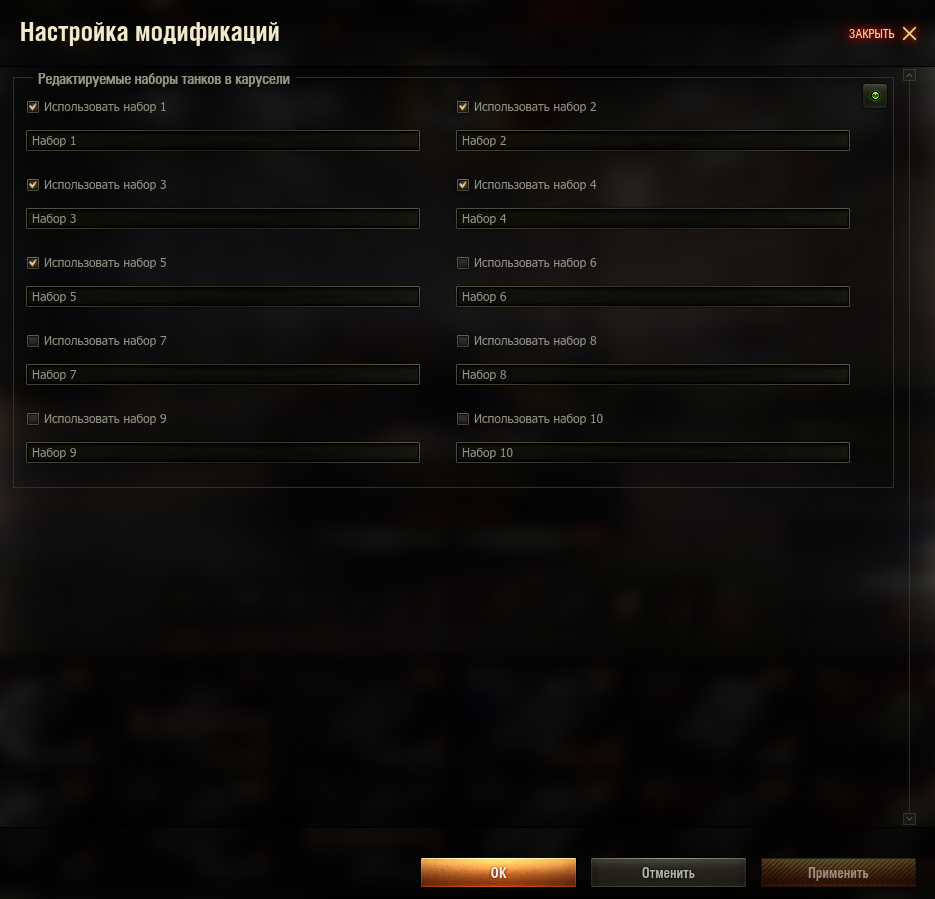 Настройка модификаций
ЗАКРЫТЬ
Редактируемые наборы танков в карусели
Использовать набор 1
Использовать набор 2
Набор 1
Набор 2
Использовать набор 3
Использовать набор 4
Набор 3
Набор 4
Использовать набор 5
Использовать набор 6
Набор 5
Набор 6
Использовать набор 7
Использовать набор 8
Набор 7
Набор 8
Использовать набор 9
Использовать набор 10
Набор 9
Набор 10
ОК
Отменить
Применить